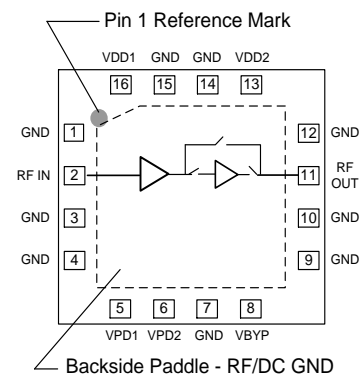 Pin 1 Reference Mark
VDD1 GND GND VDD2
16 15 14 13
GND 1 12 GND
RF IN 2 11 RF OUT
GND 3 10 GND
GND 4 9 GND
5 6 7 8
VPD1 VPD2 GND VBYP
Backside Paddle - RF/DC GND